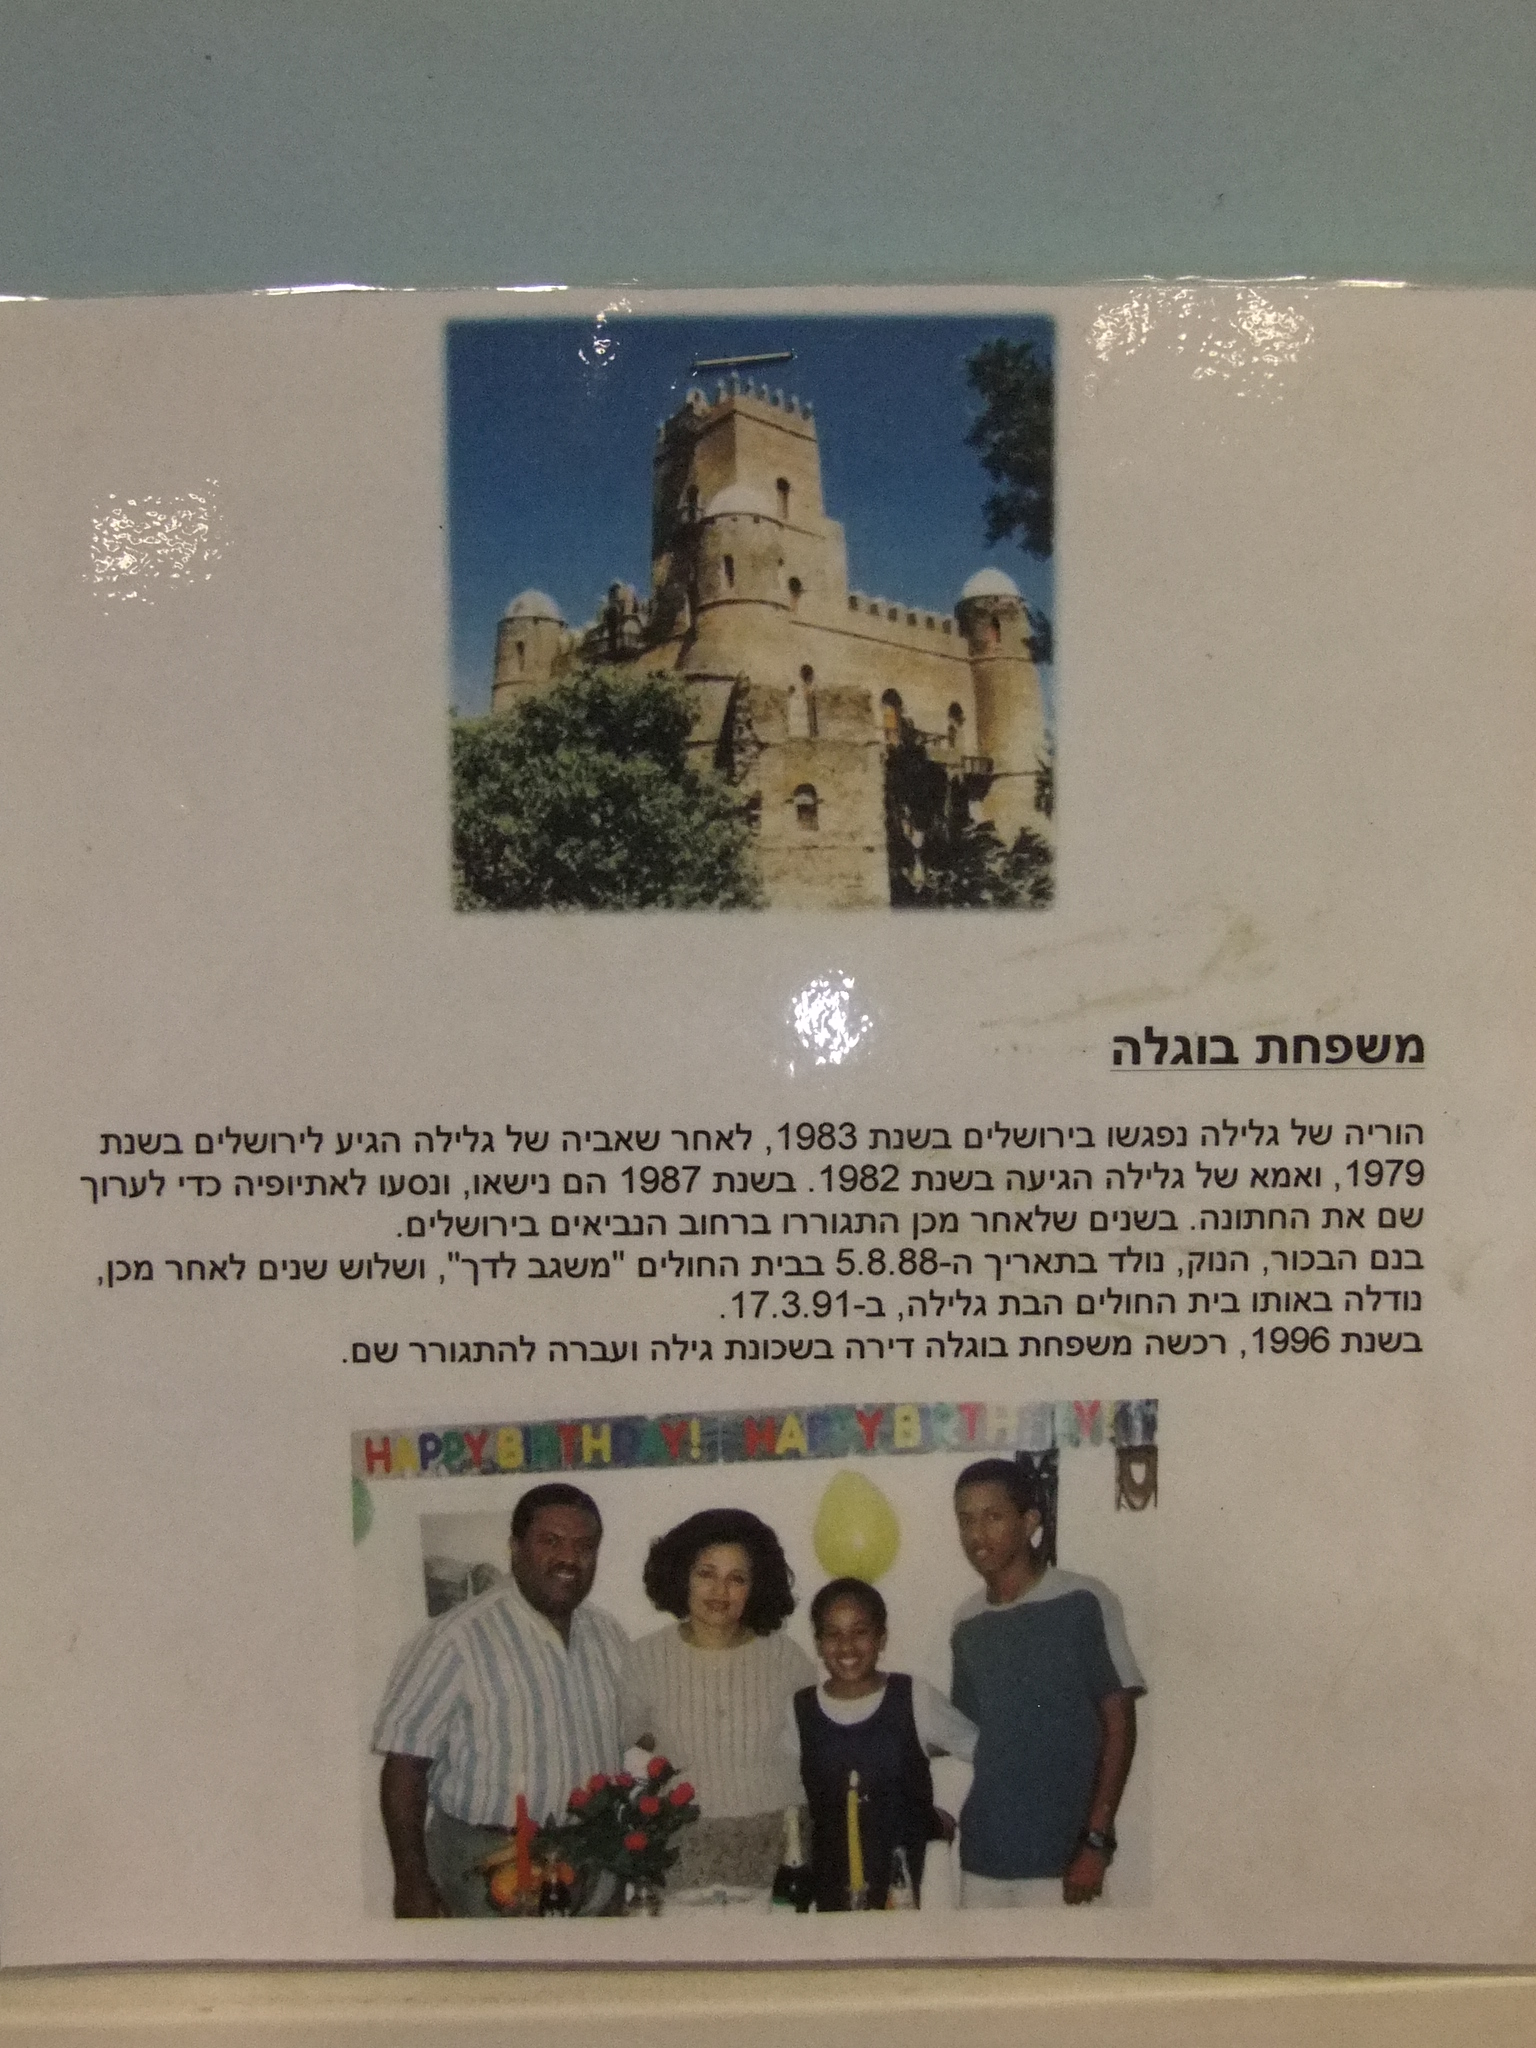 משפחת בוגלה
הוריה של גלילה נפגשו בירושלים בשנת 1983, לאחר שאביה של גלילה הגיע לירושלים בשנת
1979, ואמא של גלילה הגיעה בשנת 1982. בשנת 1987 הם נישאו, ונסעו לאתיופיה כדי לערוך
שם את החתונה. בשנים שלאחר מכן התגוררו ברחוב הנביאים בירושלים.
בנם הבכור, הנוק, נולד בתאריך ה-5.8.88 בבית החולים "משגב לדך", ושלוש שנים לאחר מכן,
נודלה באותו בית החולים הבת גלילה, ב-17.3.91.
בשנת 1996, רכשה משפחת בוגלה דירה בשכונת גילה ועברה להתגורר שם.
HAPPY BIRTHDAY! HAPPY BIRTHDAY!